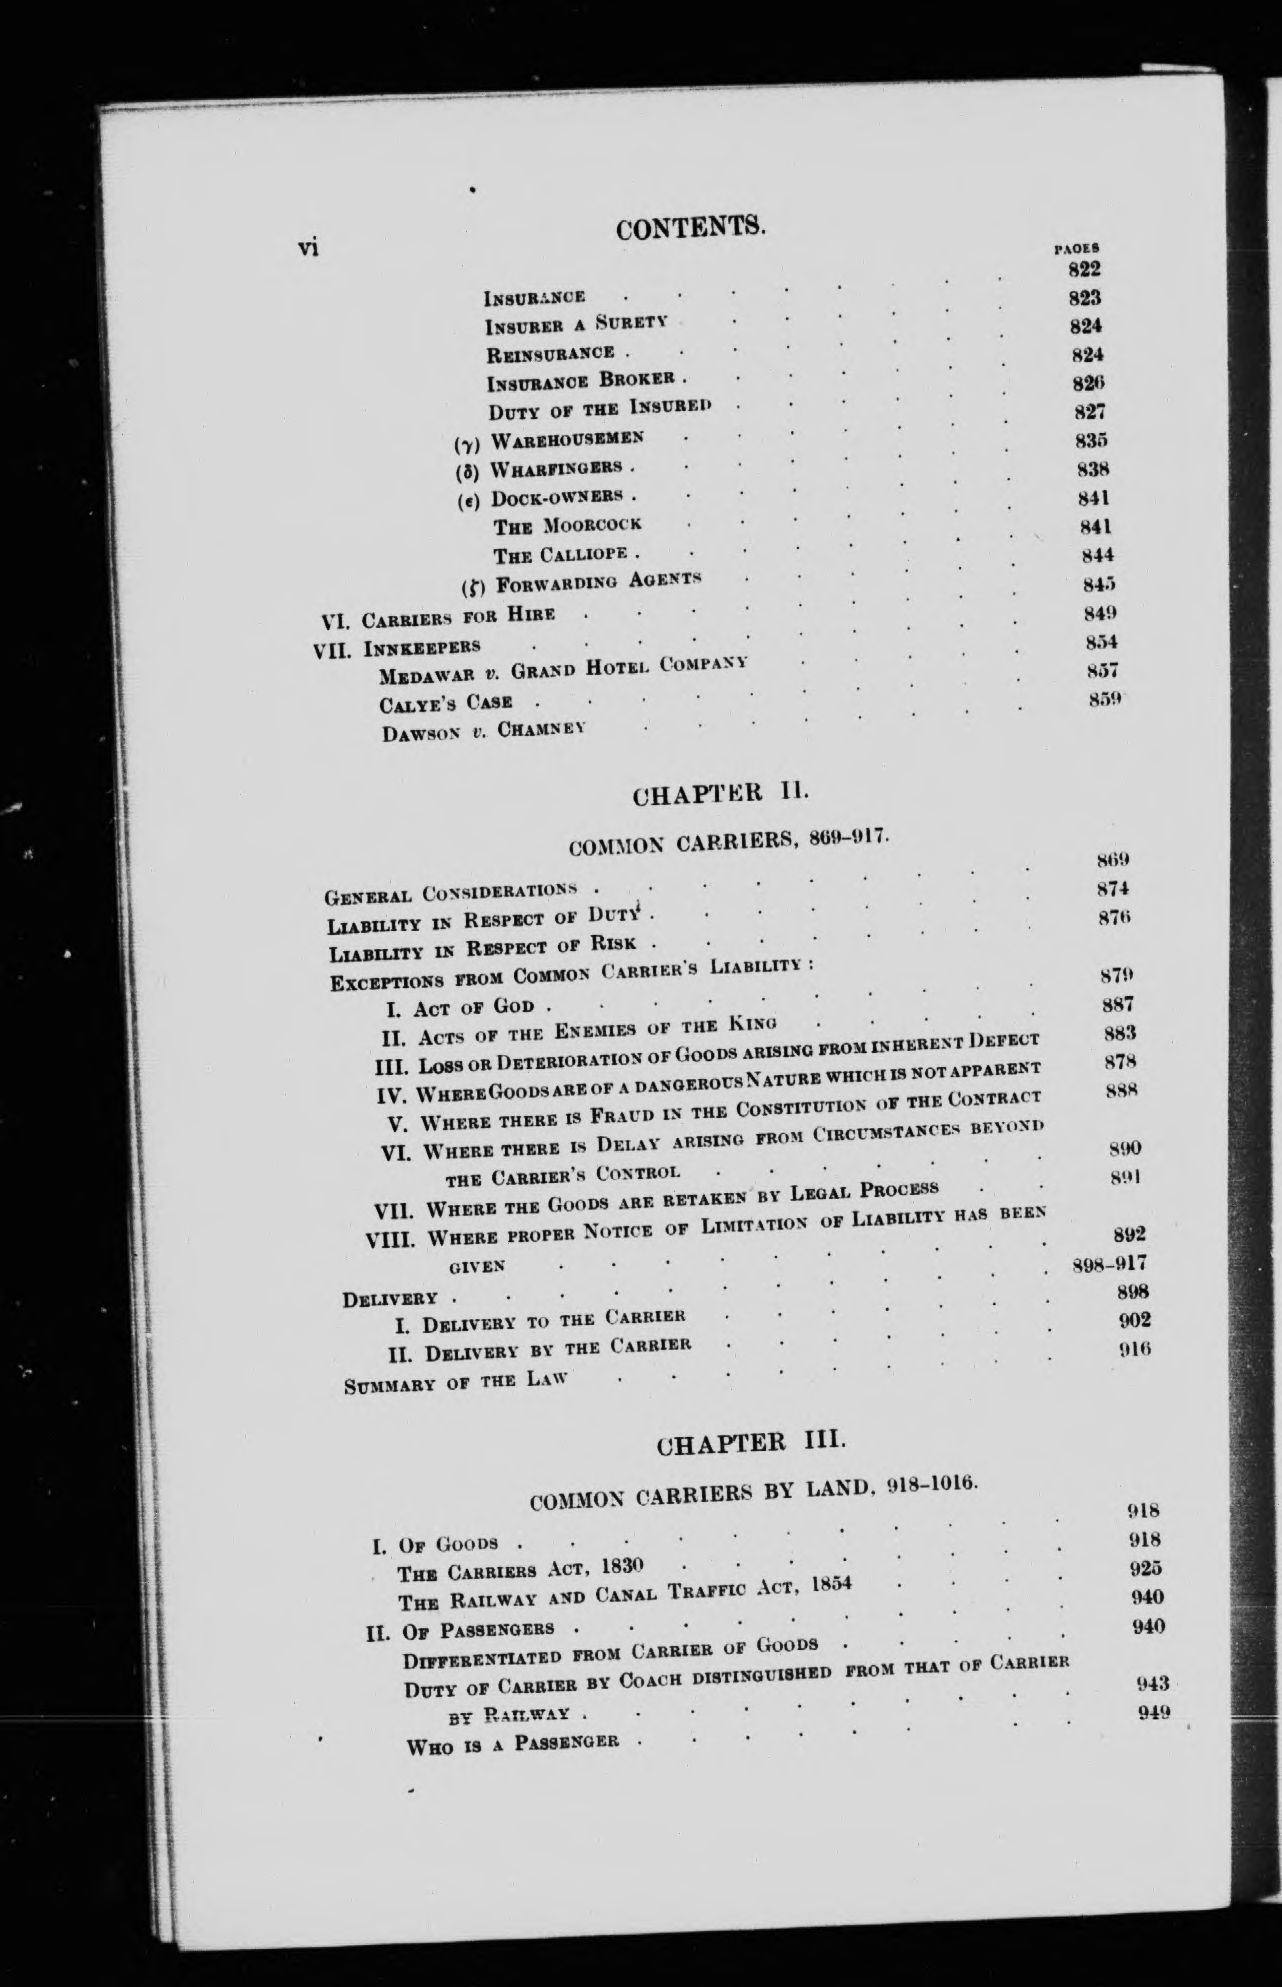 vi CONTENTS.
PAGES
INSURANCE . . . . . . . . 822
INSURER A SURETY . . . . . . 823
REINSURANCE . . . . . . . . 824
INSURANCE BROKER . . . . . . . 824
DUTY OF THE INSURED . . . . . . 826
(γ) WAREHOUSEMEN . . . . . . . 827
(δ) WHARFINGERS . . . . . . . . 835
(ε) DOCK-OWNERS . . . . . . . . 838
THE MOORCOCK . . . . . . . 841
THE CALLIOPE . . . . . . . . 841
(ζ) FORWARDING AGENTS . . . . . . 844
VI. CARRIERS FOR HIRE . . . . . . . . . 845
VII. INNKEEPERS . . . . . . . . . . 849
MEDAWAR v. GRAND HOTEL COMPANY . . . . . 854
CALYE'S CASE . . . . . . . . . . 857
DAWSON v. CHAMNEY . . . . . . . . 859
CHAPTER II.
COMMON CARRIERS, 869–917.
GENERAL CONSIDERATIONS . . . . . . . . . 869
LIABILITY IN RESPECT OF DUTY . . . . . . . . 874
LIABILITY IN RESPECT OF RISK . . . . . . . . 876
EXCEPTIONS FROM COMMON CARRIER'S LIABILITY :
I. ACT OF GOD . . . . . . . . . . 879
II. ACTS OF THE ENEMIES OF THE KING . . . . . 887
III. LOSS OR DETERIORATION OF GOODS ARISING FROM INHERENT DEFECT 883
IV. WHERE GOODS ARE OF A DANGEROUS NATURE WHICH IS NOT APPARENT 878
V. WHERE THERE IS FRAUD IN THE CONSTITUTION OF THE CONTRACT 888
VI. WHERE THERE IS DELAY ARISING FROM CIRCUMSTANCES BEYOND
THE CARRIER'S CONTROL . . . . . . . 890
VII. WHERE THE GOODS ARE RETAKEN BY LEGAL PROCESS . . 891
VIII. WHERE PROPER NOTICE OF LIMITATION OF LIABILITY HAS BEEN
GIVEN . . . . . . . . . . 892
DELIVERY . . . . . . . . . . . . 898–917
I. DELIVERY TO THE CARRIER . . . . . . . 898
II. DELIVERY BY THE CARRIER . . . . . . . 902
SUMMARY OF THE LAW . . . . . . . . . 916
CHAPTER III.
COMMON CARRIERS BY LAND, 918–1016.
I. OF GOODS . . . . . . . . . . . 918
THE CARRIERS ACT, 1830 . . . . . . . . 918
THE RAILWAY AND CANAL TRAFFIC ACT, 1854 . . . . 925
II. OF PASSENGERS . . . . . . . . . . 940
DIFFERENTIATED FROM CARRIER OF GOODS . . . . . 940
DUTY OF CARRIER BY COACH DISTINGUISHED FROM THAT OF CARRIER
BY RAILWAY . . . . . . . . . . 943
WHO IS A PASSENGER . . . . . . . . . 949